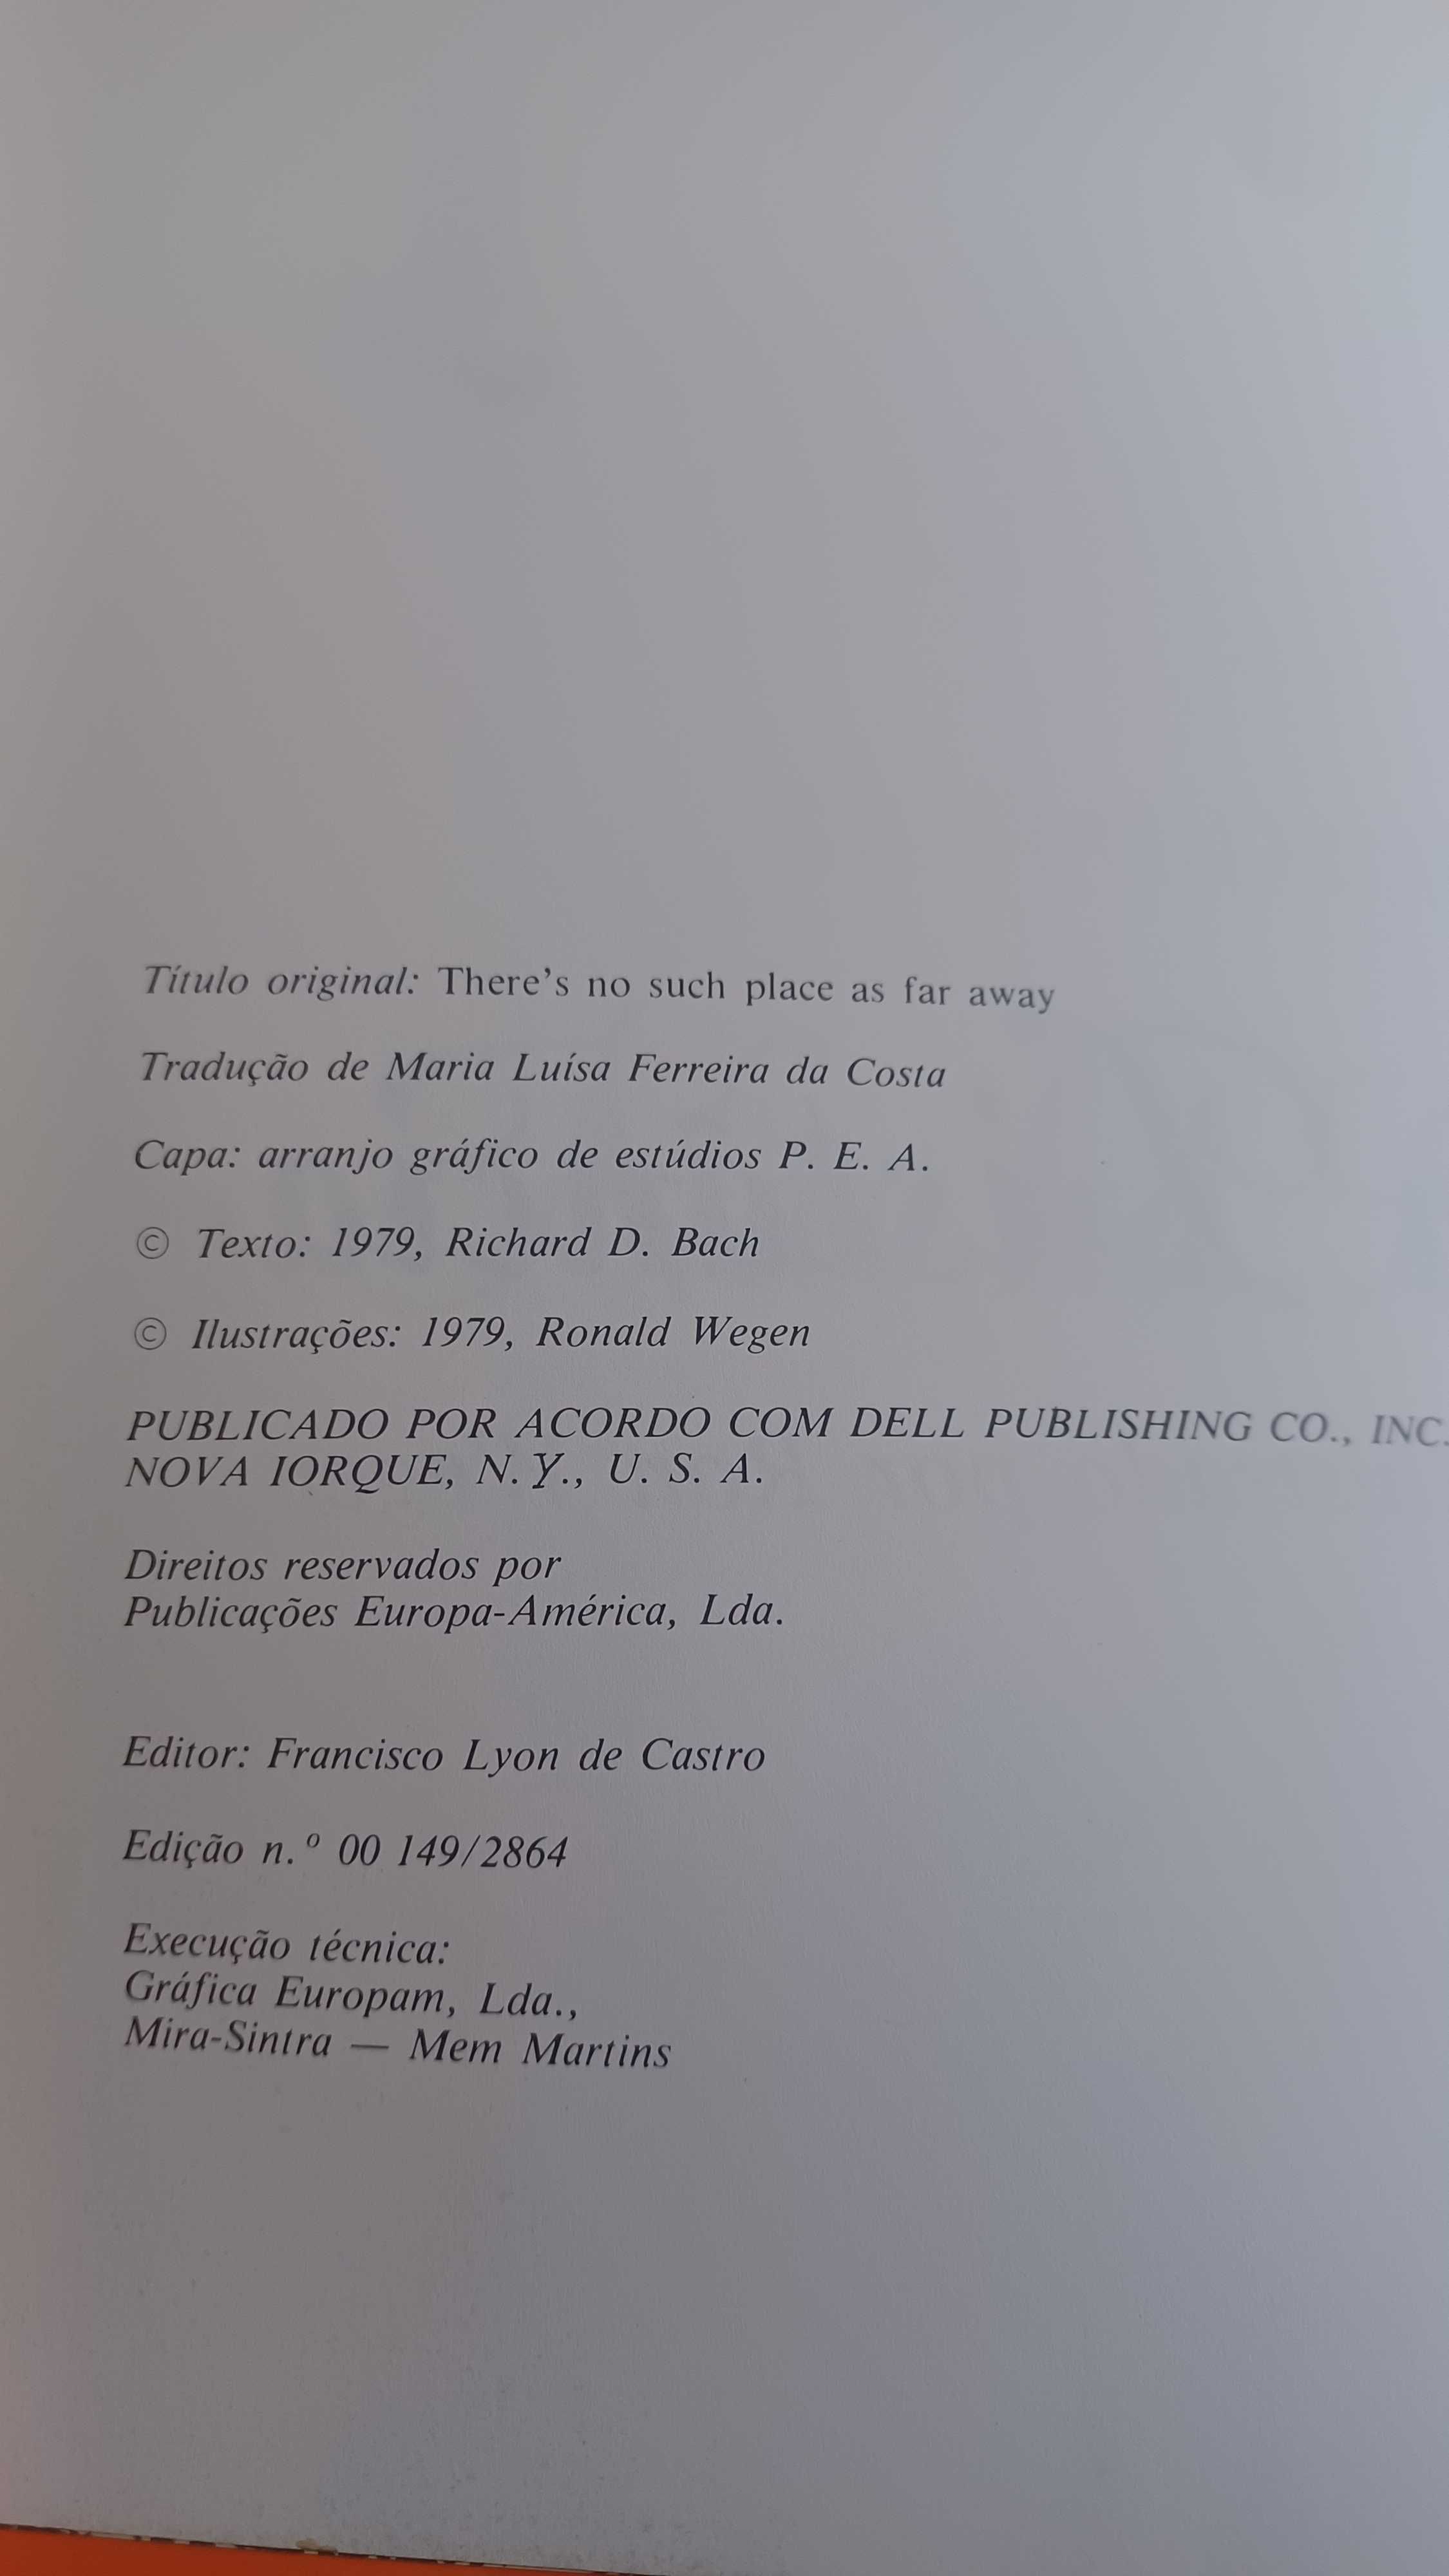 Título original: There's no such place as far away
Tradução de Maria Luísa Ferreira da Costa
Capa: arranjo gráfico de estúdios P. E. A.
© Texto: 1979, Richard D. Bach
© Ilustrações: 1979, Ronald Wegen
PUBLICADO POR ACORDO COM DELL PUBLISHING CO., INC.
NOVA IORQUE, N. Y., U. S. A.
Direitos reservados por
Publicações Europa-América, Lda.
Editor: Francisco Lyon de Castro
Edição n.º 00 149/2864
Execução técnica:
Gráfica Europam, Lda.,
Mira-Sintra — Mem Martins